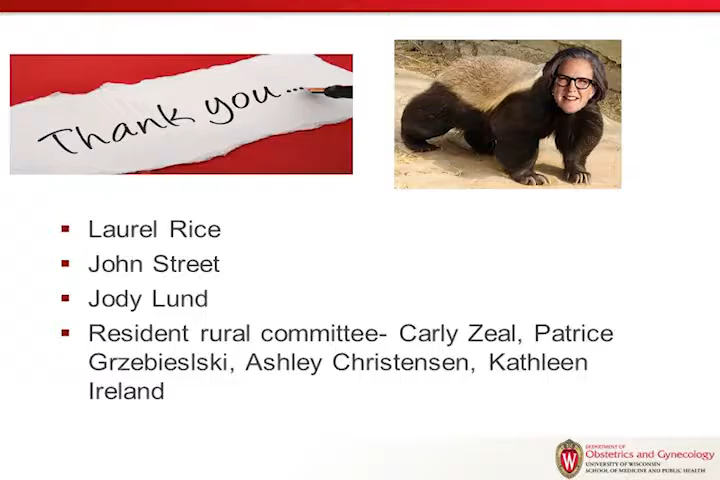 Thank you...
Laurel Rice
John Street
Jody Lund
Resident rural committee- Carly Zeal, Patrice
Grzebieslski, Ashley Christensen, Kathleen
Ireland
W
DEPARTMENT OF
Obstetrics and Gynecology
UNIVERSITY OF WISCONSIN
SCHOOL OF MEDICINE AND PUBLIC HEALTH